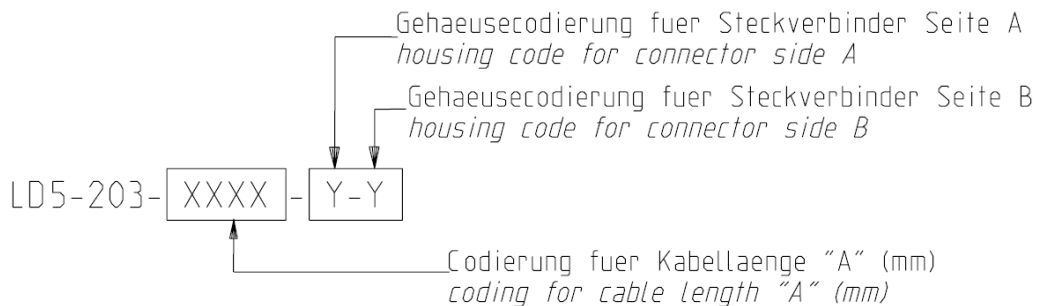 Gehaeusecodierung fuer Steckverbinder Seite A
housing code for connector side A
Gehaeusecodierung fuer Steckverbinder Seite B
housing code for connector side B
LD5-203-XXXX-Y-Y
Codierung fuer Kabellaenge "A" (mm)
coding for cable length "A" (mm)